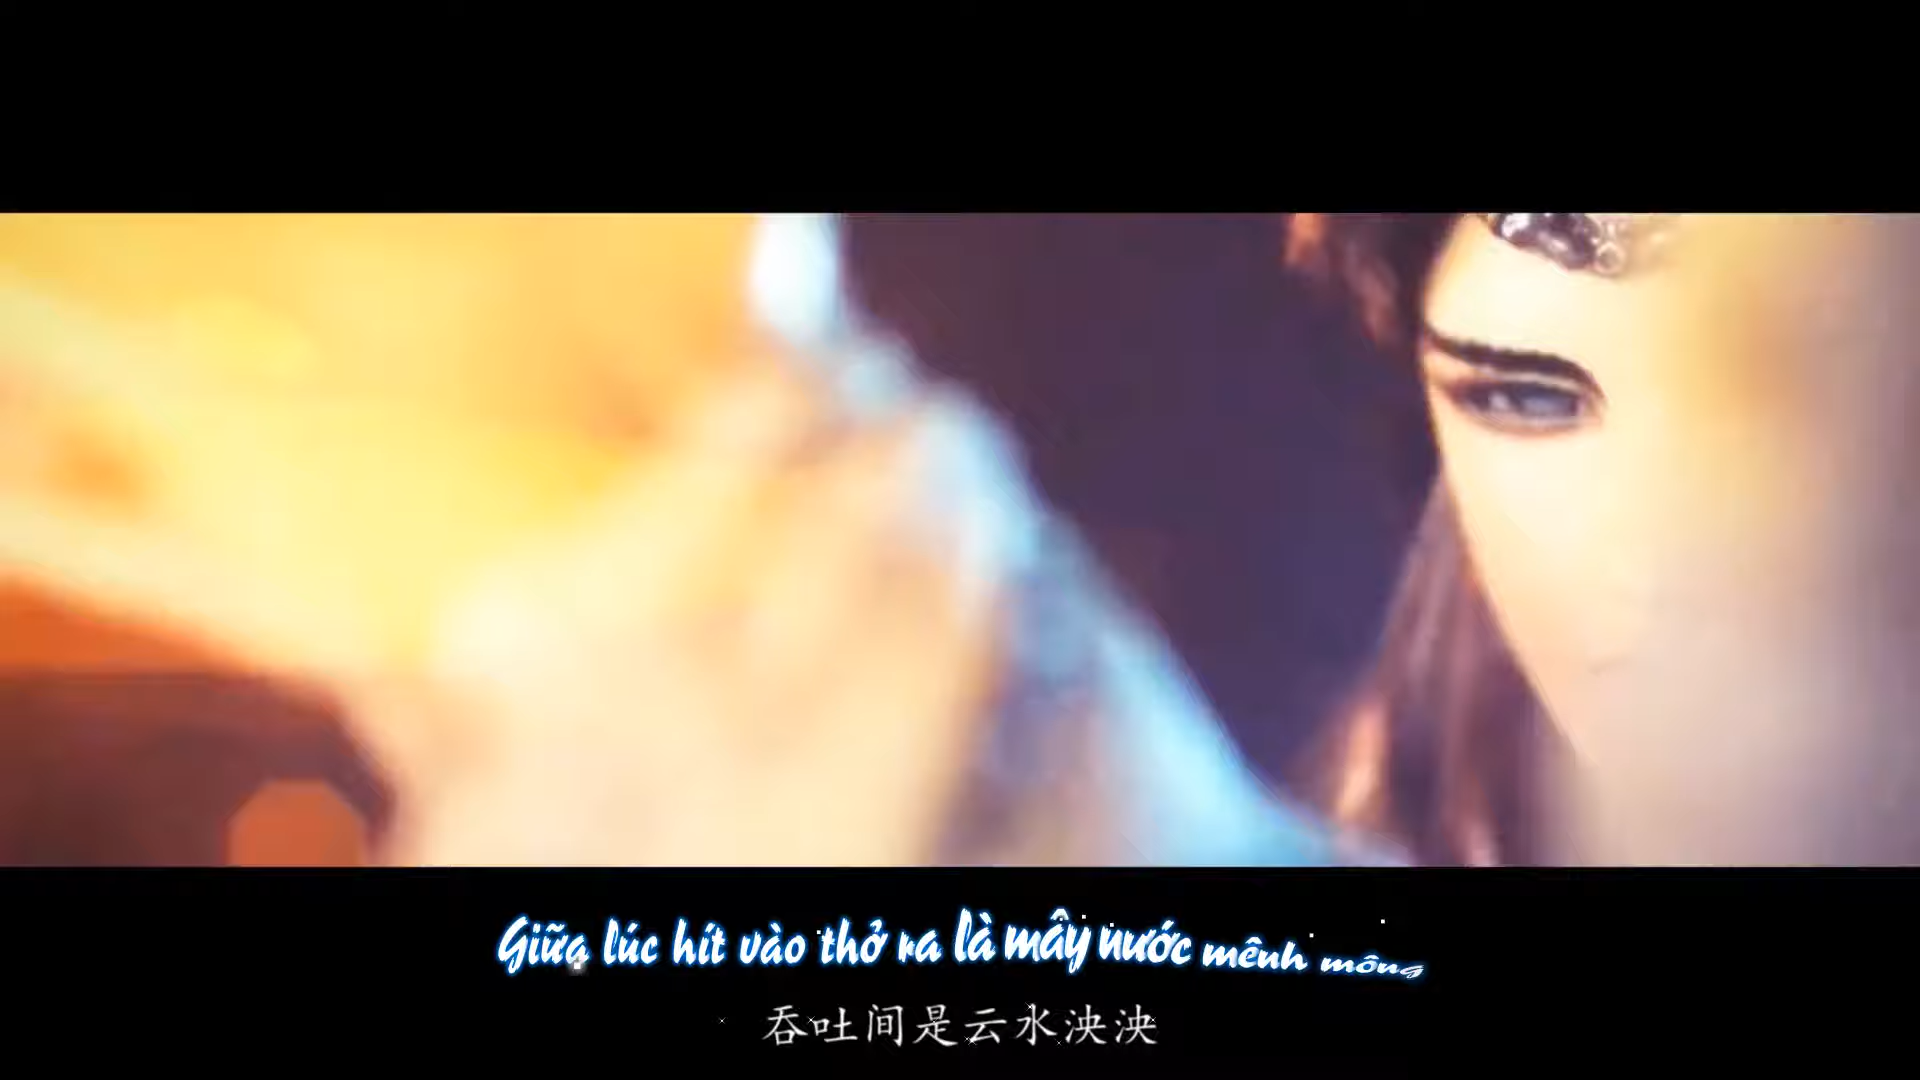 Giữa lúc hít vào thở ra là mây nước mênh mông
吞吐间是云水泱泱